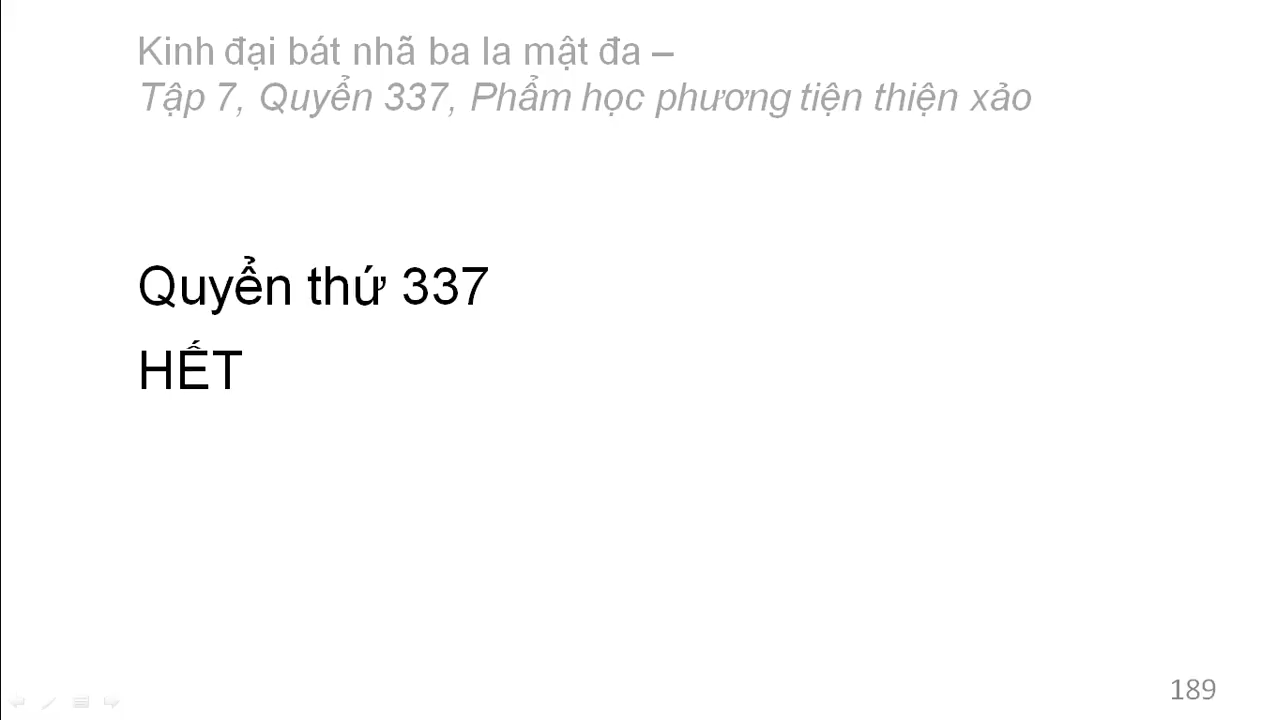 Kinh đại bát nhã ba la mật đa –
Tập 7, Quyển 337, Phẩm học phương tiện thiện xảo
Quyển thứ 337
HẾT
189